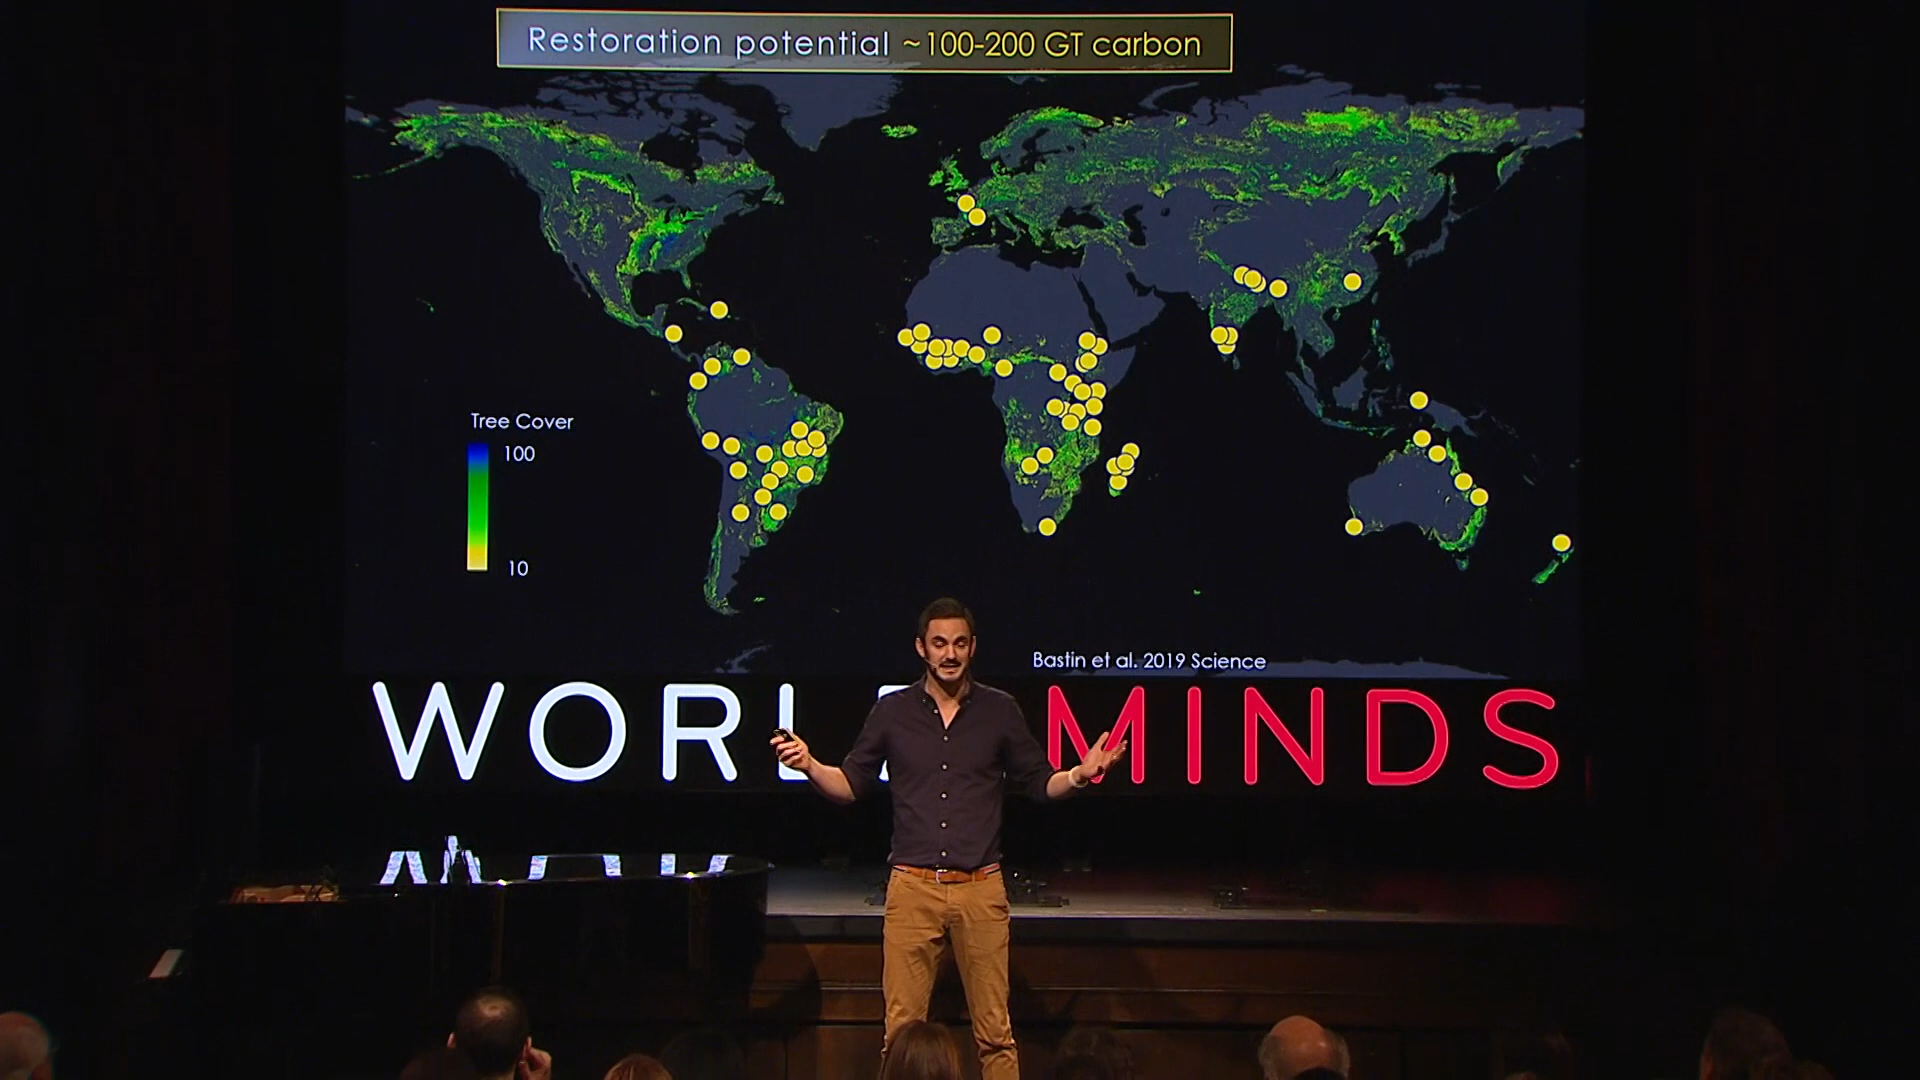 Restoration potential ~100-200 GT carbon
Tree Cover
100
10
Bastin et al. 2019 Science
WORL MINDS